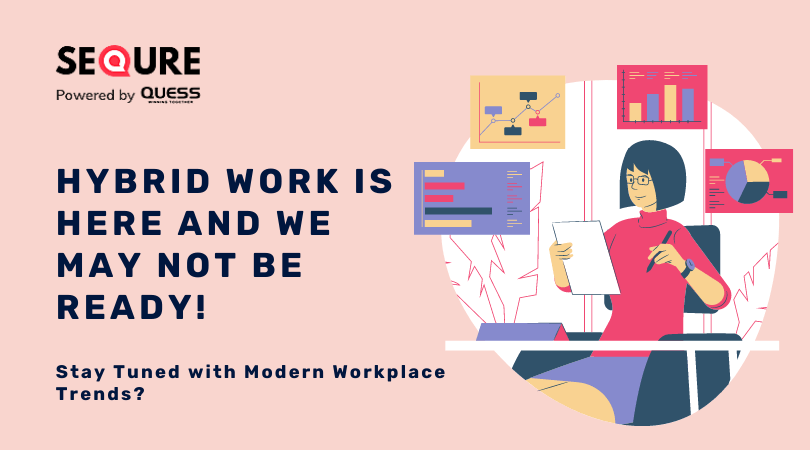 SEQURE
Powered by QUESS
WINNING TOGETHER
HYBRID WORK IS
HERE AND WE
MAY NOT BE
READY!
Stay Tuned with Modern Workplace
Trends?